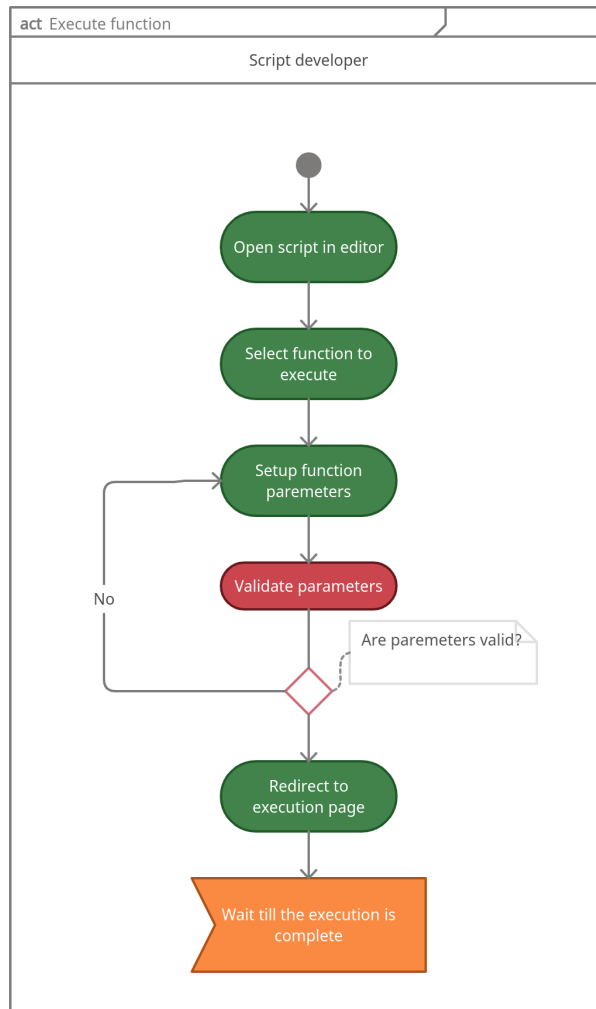 act Execute function
Script developer
Open script in editor
Select function to
execute
Setup function
paremeters
Validate parameters
No
Are paremeters valid?
Redirect to
execution page
Wait till the execution is
complete